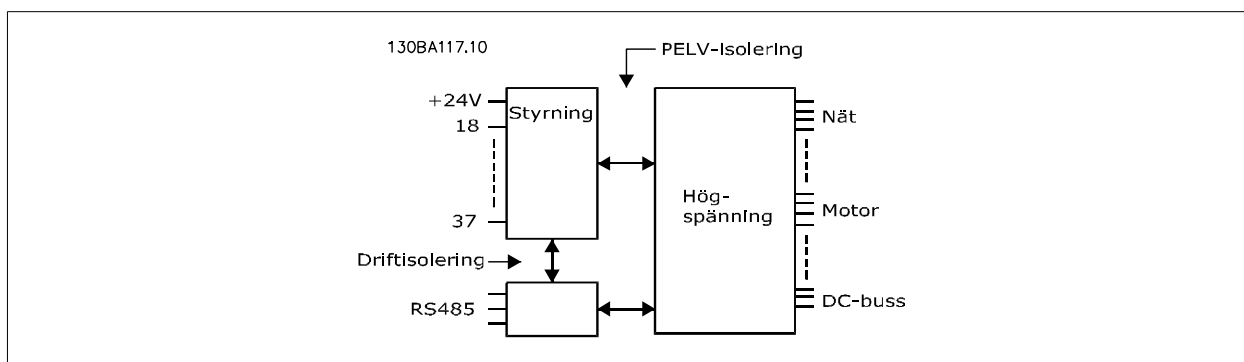 130BA117.10
PELV-isolering
+24V
Styrning
18
37
Hög-
spänning
Nät
Motor
DC-buss
Driftisolering
RS485